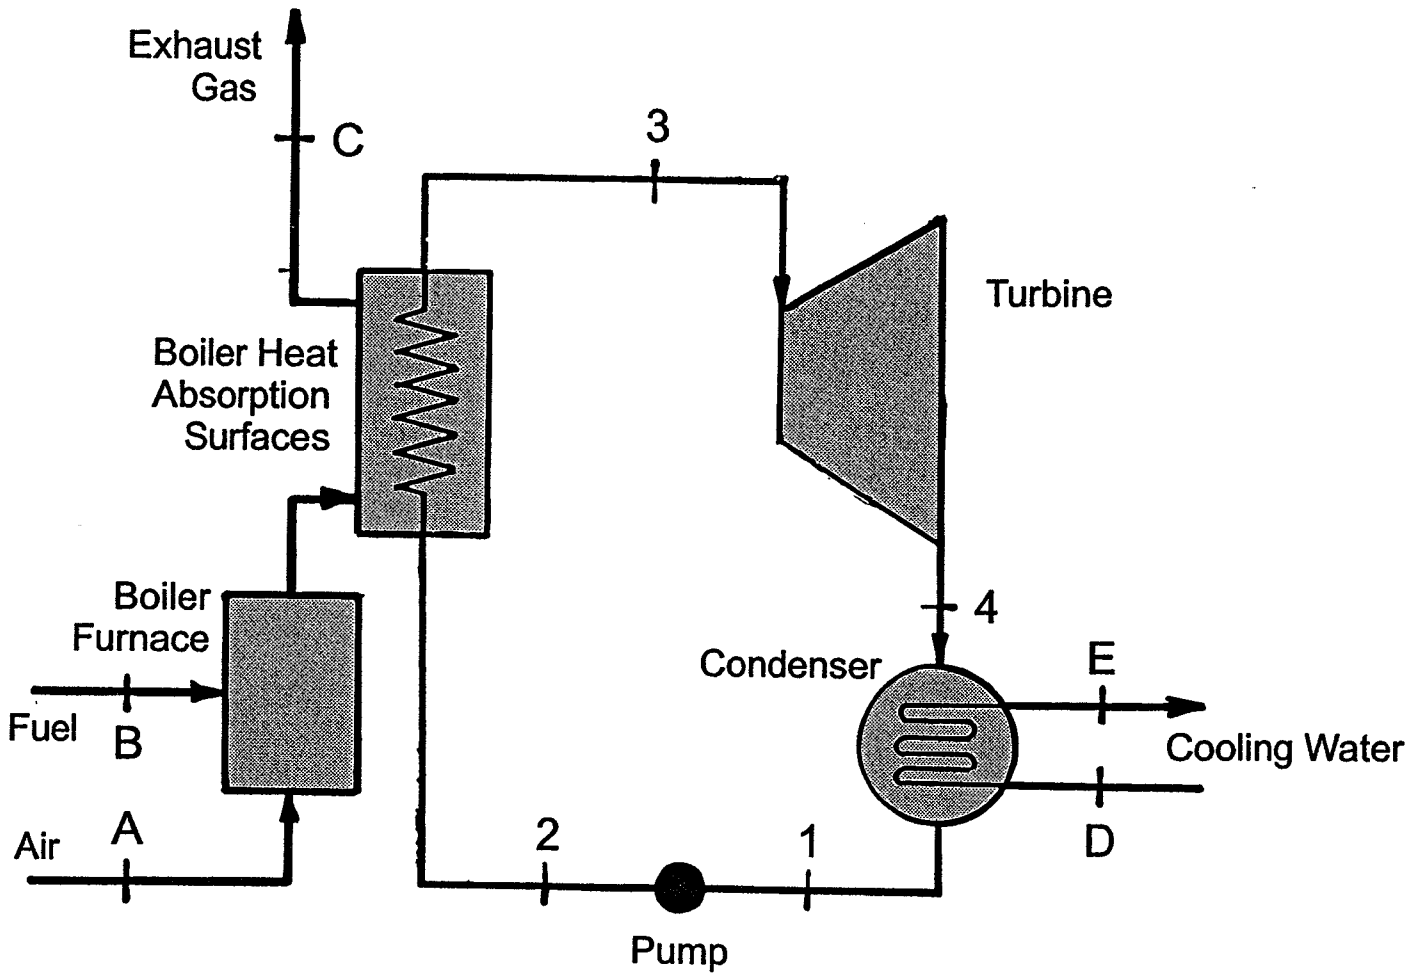 Exhaust
Gas
C
3
Turbine
Boiler Heat
Absorption
Surfaces
Boiler
Furnace
4
Condenser
E
Fuel
B
Cooling Water
Air
A
2
1
D
Pump